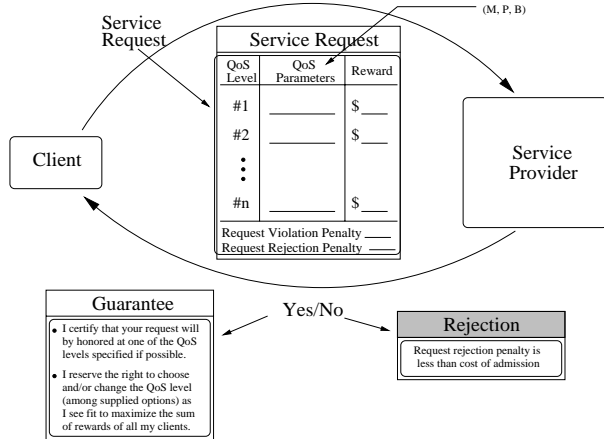 (M, P, B)
Service
Request
Service Request
QoS
Level
QoS
Parameters
Reward
#1 $
#2 $
#n $
Request Violation Penalty
Request Rejection Penalty
Client
Service
Provider
Yes/No
Guarantee
• I certify that your request will
by honored at one of the QoS
levels specified if possible.
• I reserve the right to choose
and/or change the QoS level
(among supplied options) as
I see fit to maximize the sum
of rewards of all my clients.
Rejection
Request rejection penalty is
less than cost of admission